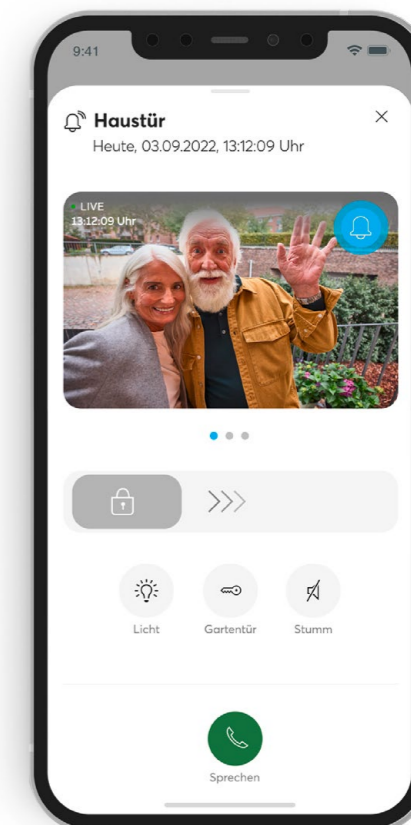 9:41
Haustür
Heute, 03.09.2022, 13:12:09 Uhr
LIVE
13:12:09 Uhr
Licht
Gartentür
Stumm
Sprechen